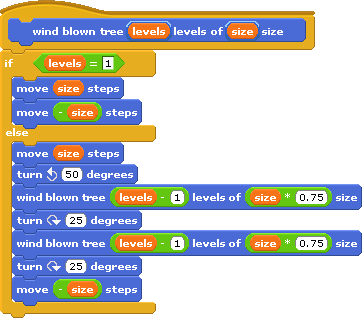 wind blown tree levels levels of size size
if levels = 1
move size steps
move - size steps
else
move size steps
turn ↺ 50 degrees
wind blown tree levels - 1 levels of size * 0.75 size
turn ↻ 25 degrees
wind blown tree levels - 1 levels of size * 0.75 size
turn ↻ 25 degrees
move - size steps